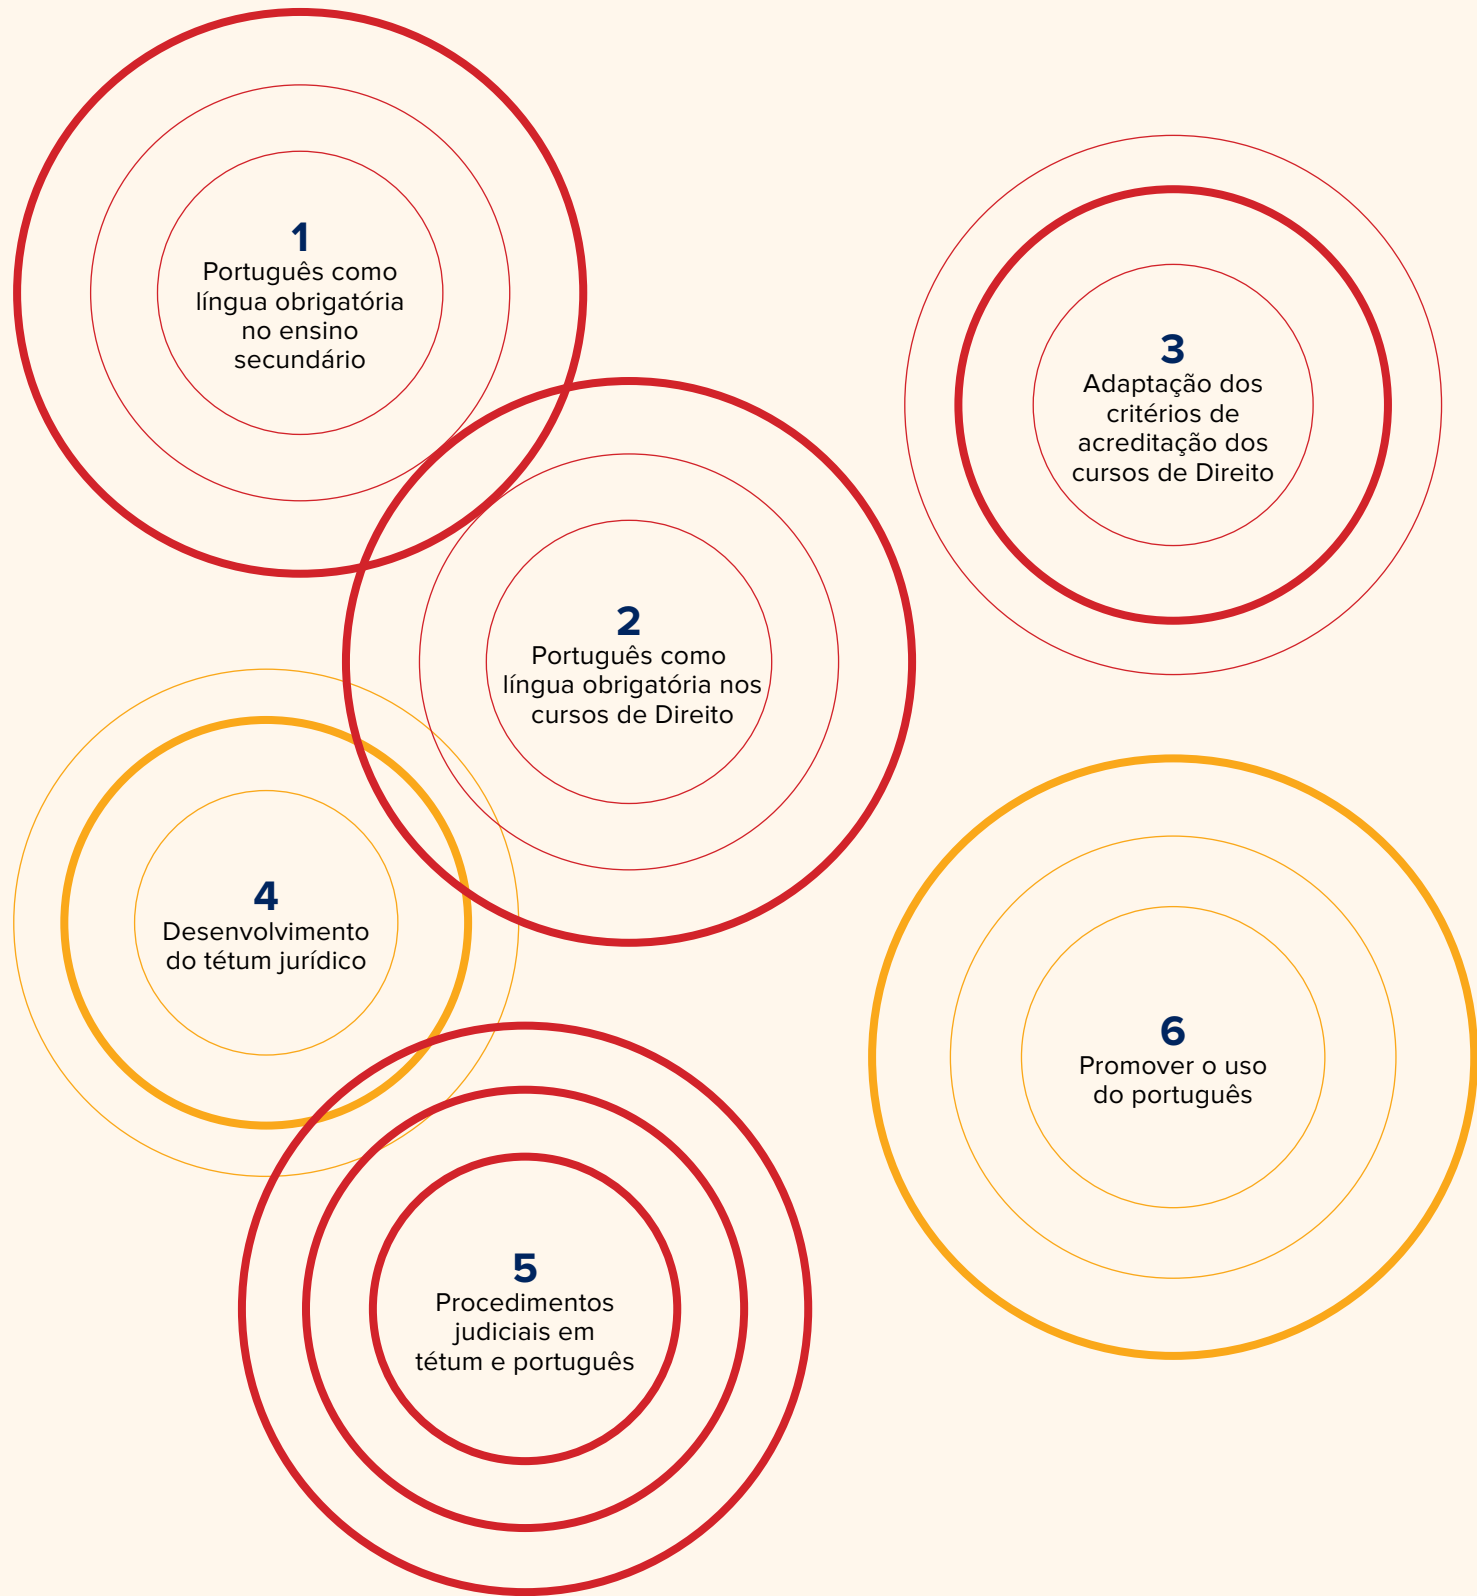 1
Português como
língua obrigatória
no ensino
secundário
2
Português como
língua obrigatória nos
cursos de Direito
3
Adaptação dos
critérios de
acreditação dos
cursos de Direito
4
Desenvolvimento
do tétum jurídico
5
Procedimentos
judiciais em
tétum e português
6
Promover o uso
do português